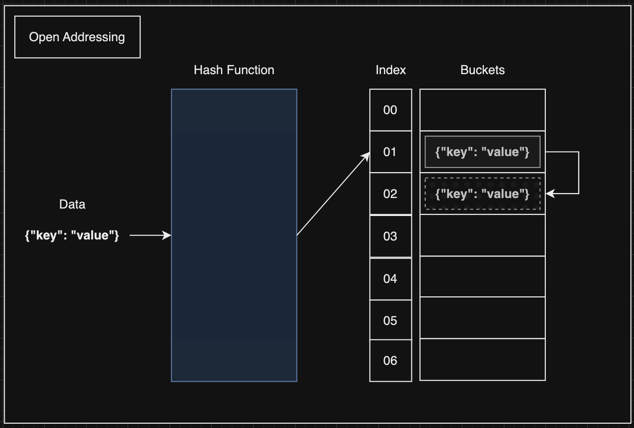 Open Addressing
Hash Function
Index
Buckets
00
01
{"key": "value"}
02
{"key": "value"}
Data
{"key": "value"}
03
04
05
06